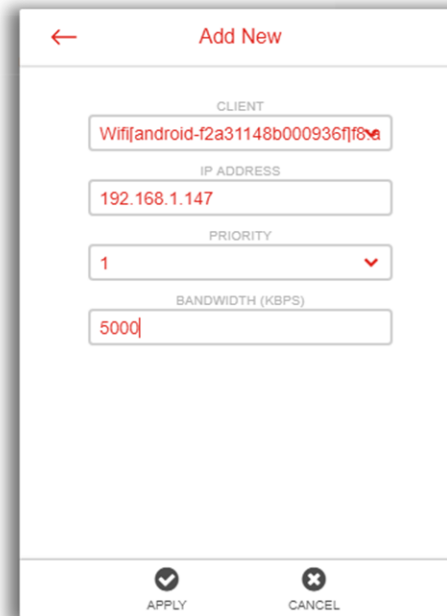 Add New
CLIENT
Wifi[android-f2a31148b000936f]f8:a
IP ADDRESS
192.168.1.147
PRIORITY
1
BANDWIDTH (KBPS)
5000
APPLY
CANCEL